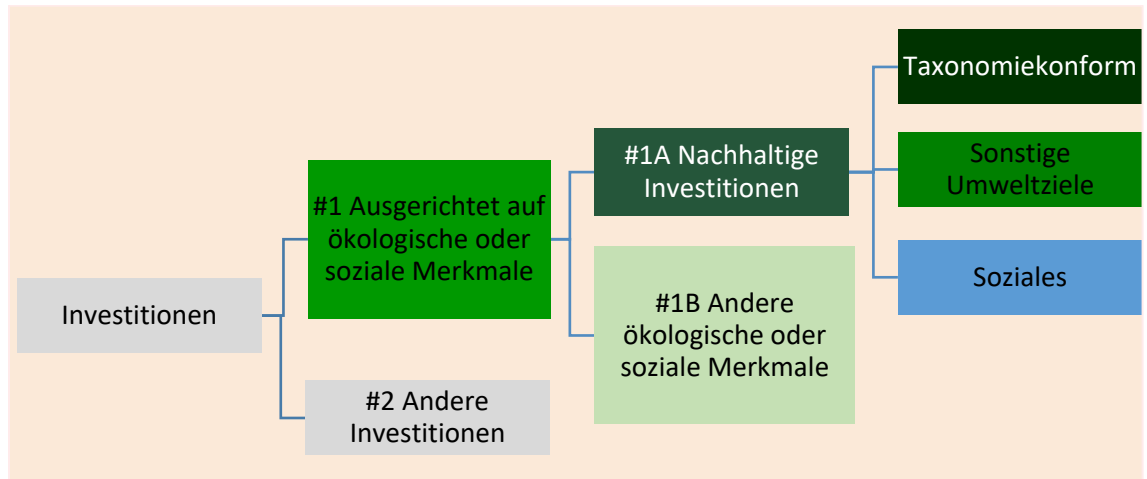 Investitionen
#1 Ausgerichtet auf
ökologische oder
soziale Merkmale
#2 Andere
Investitionen
#1A Nachhaltige
Investitionen
#1B Andere
ökologische oder
soziale Merkmale
Taxonomiekonform
Sonstige
Umweltziele
Soziales